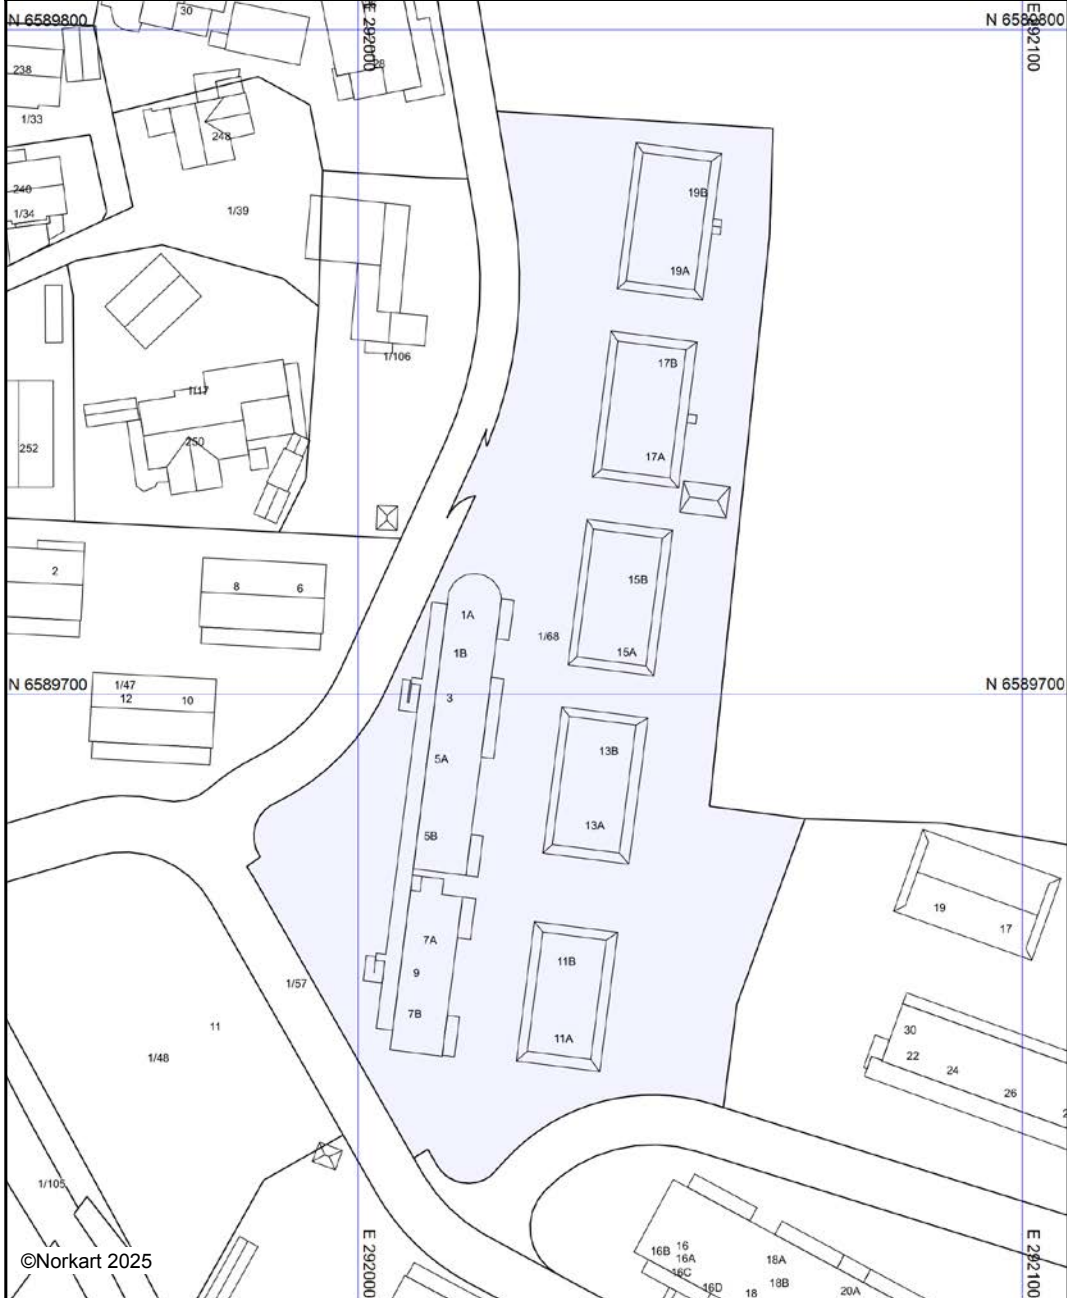 30
E 292000
E 292100
N 6589800
N 6589800
28
238
1/33
248
19B
240
1/34
1/39
19A
1/106
17B
1/17
250
252
17A
2
8
6
15B
1A
1/68
1B
15A
N 6589700
1/47
N 6589700
12
10
3
13B
5A
13A
5B
19
17
7A
11B
9
1/57
7B
11
30
11A
22
1/48
24
26
1/105
16B
16
16A
16C
18A
©Norkart 2025
E 292000
16D
18
18B
20A
E 292100